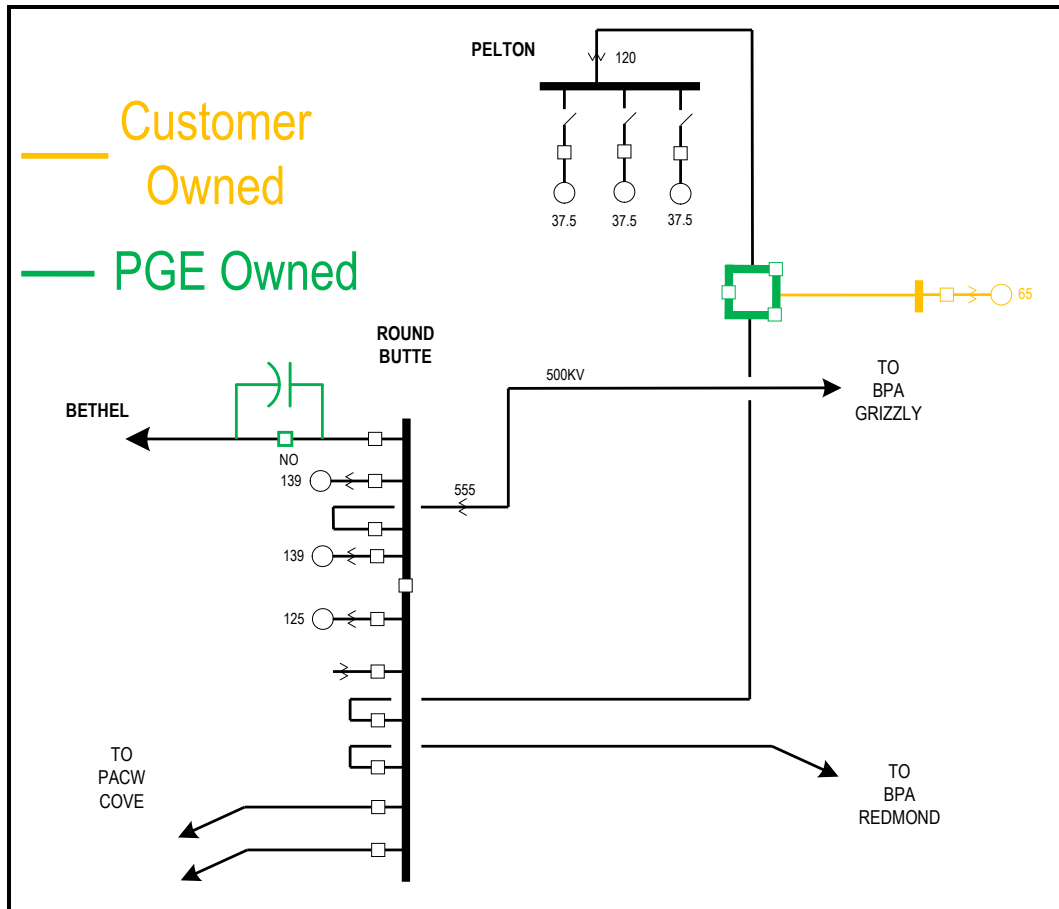 PELTON
120
Customer
Owned
37.5
37.5
37.5
PGE Owned
65
ROUND
BUTTE
500KV
TO
BPA
GRIZZLY
BETHEL
NO
139
555
139
125
TO
PACW
COVE
TO
BPA
REDMOND